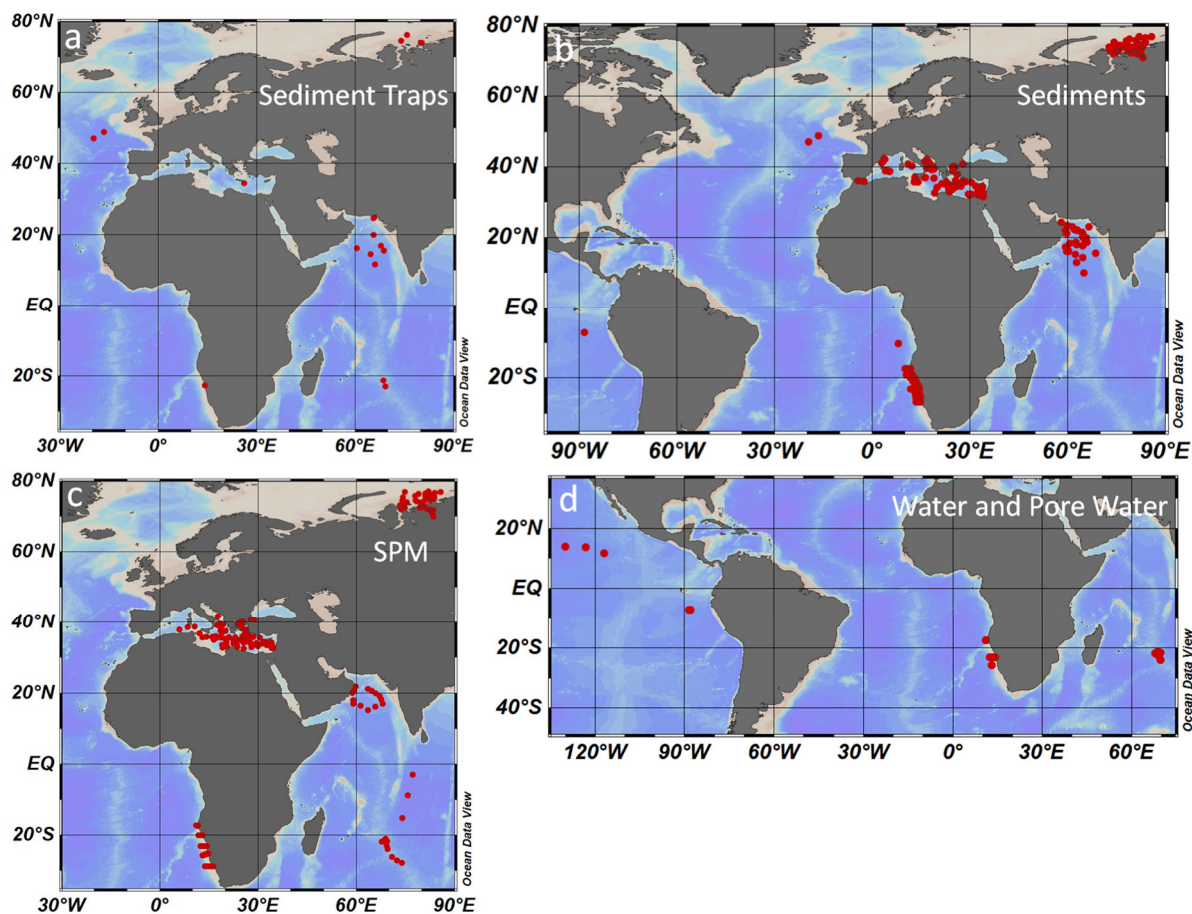 a
Sediment Traps
80°N
60°N
40°N
20°N
EQ
20°S
30°W 0° 30°E 60°E 90°E
Ocean Data View
b
Sediments
80°N
60°N
40°N
20°N
EQ
20°S
90°W 60°W 30°W 0° 30°E 60°E 90°E
Ocean Data View
c
SPM
80°N
60°N
40°N
20°N
EQ
20°S
30°W 0° 30°E 60°E 90°E
Ocean Data View
d
Water and Pore Water
20°N
EQ
20°S
40°S
120°W 90°W 60°W 30°W 0° 30°E 60°E
Ocean Data View